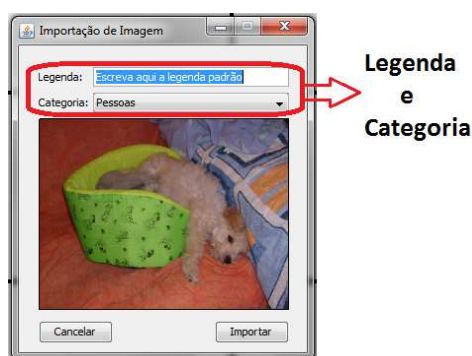 Importação de Imagem
Legenda: Escreva aqui a legenda padrão
Categoria: Pessoas
Cancelar
Importar
Legenda
e
Categoria